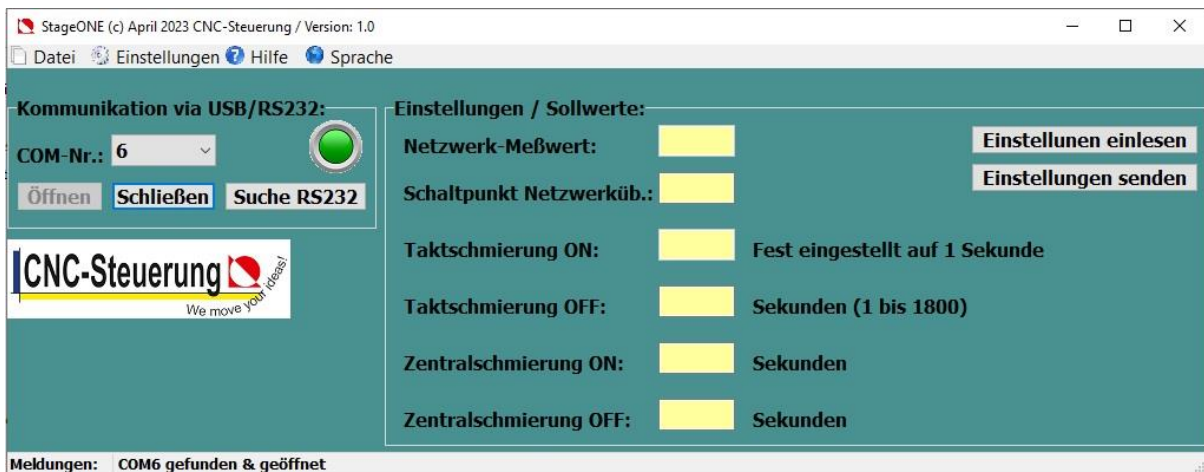 StageONE (c) April 2023 CNC-Steuerung / Version: 1.0
Datei Einstellungen Hilfe Sprache
Kommunikation via USB/RS232:
COM-Nr.: 6
Öffnen Schließen Suche RS232
CNC-Steuerung
We move your ideas!
Einstellungen / Sollwerte:
Netzwerk-Meßwert:
Schaltpunkt Netzwerküb.:
Taktschmierung ON: Fest eingestellt auf 1 Sekunde
Taktschmierung OFF: Sekunden (1 bis 1800)
Zentralschmierung ON: Sekunden
Zentralschmierung OFF: Sekunden
Einstellunen einlesen
Einstellungen senden
Meldungen: COM6 gefunden & geöffnet